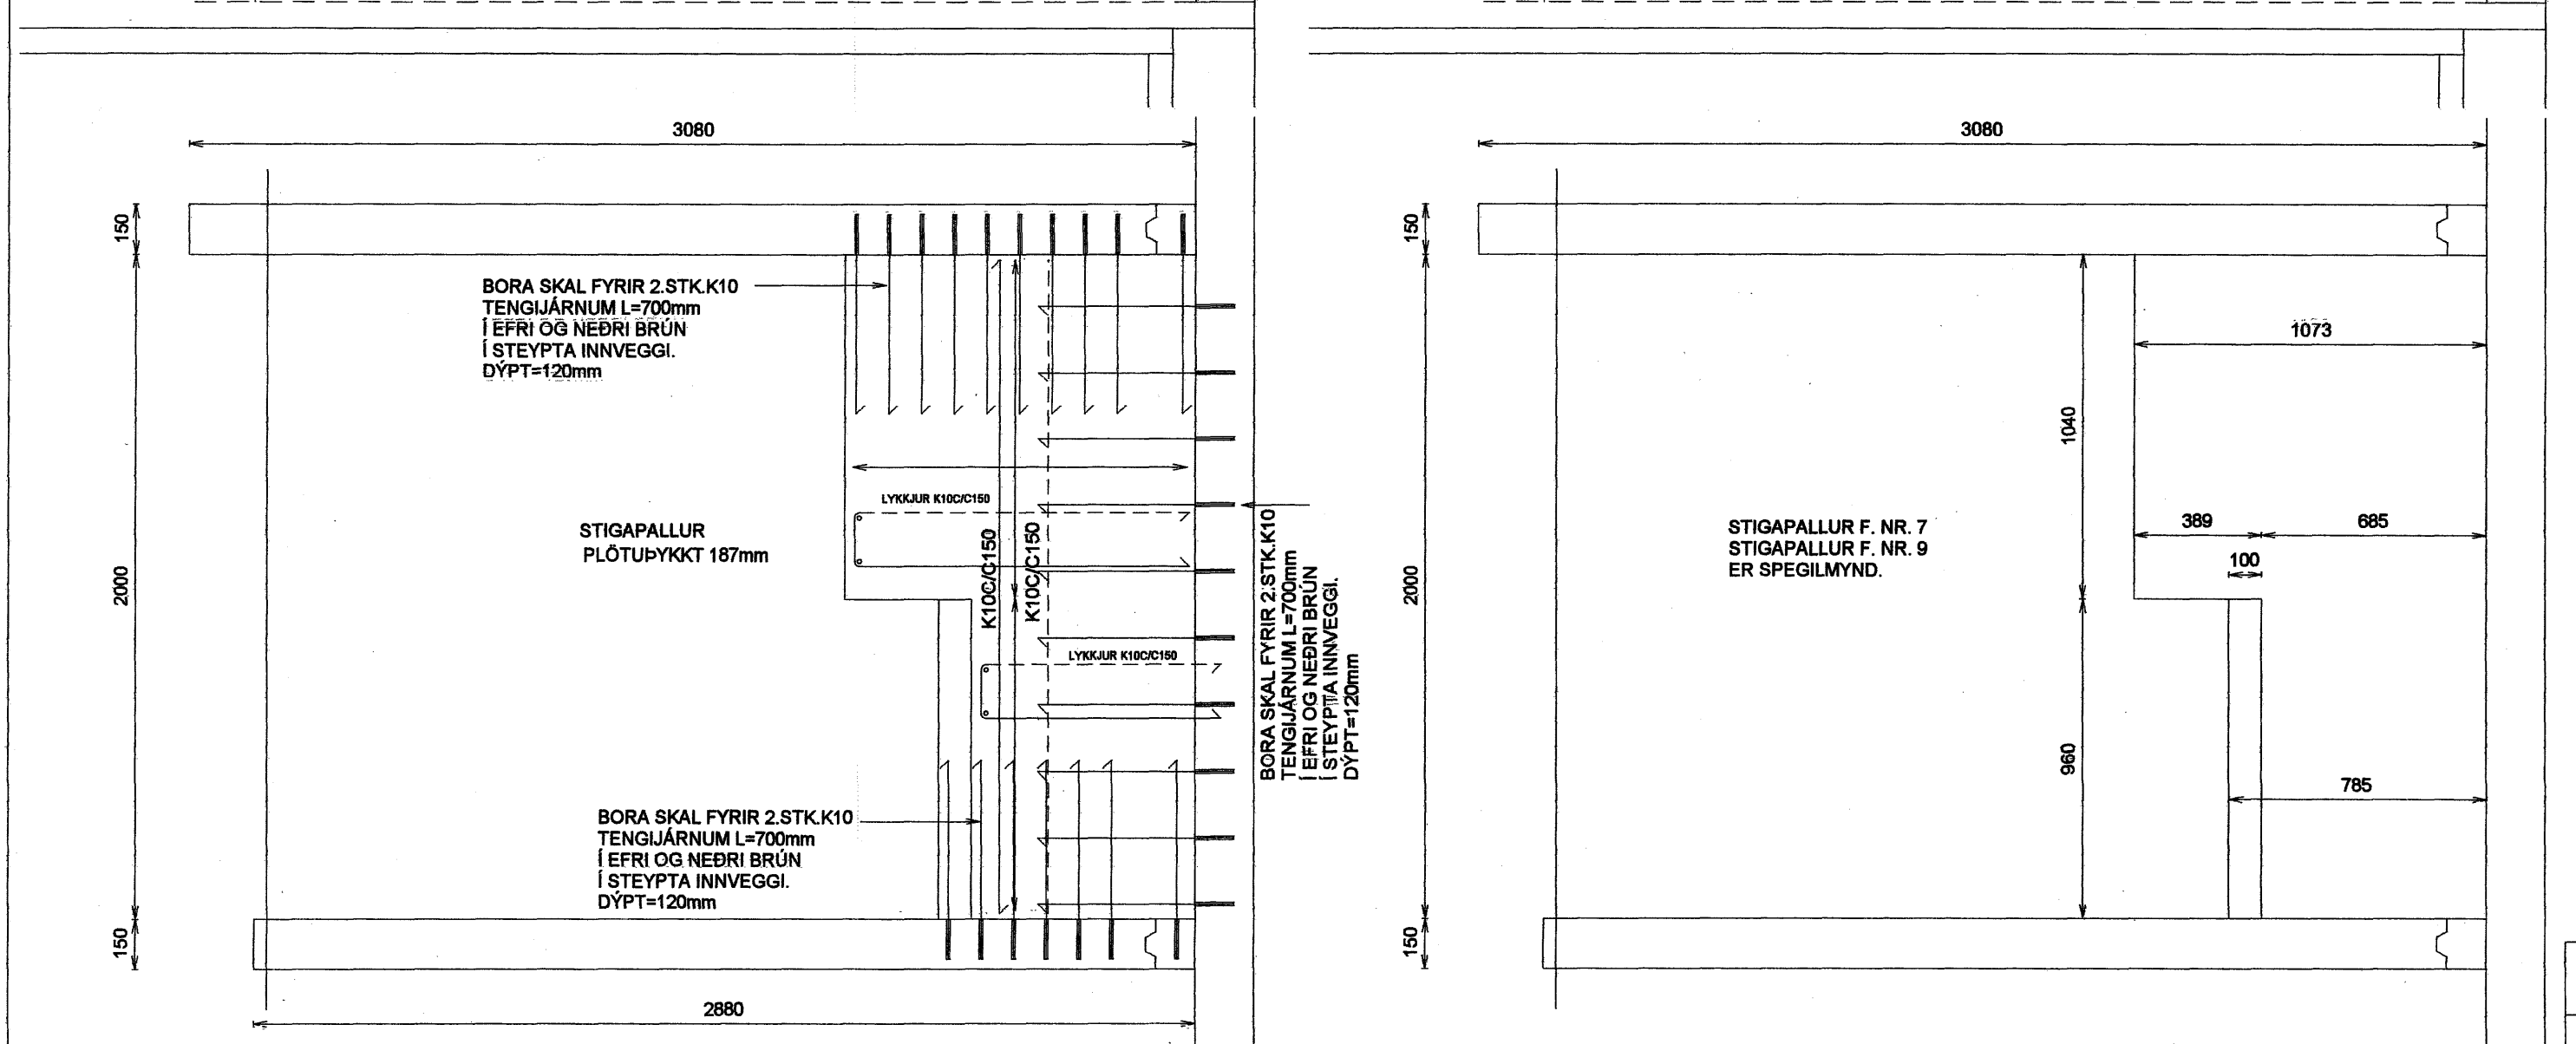 3080
150
BORA SKAL FYRIR 2.STK.K10
TENGIJÁRNUM L=700mm
Í EFRI OG NEÐRI BRÚN
Í STEYPTA INNVEGGI.
DÝPT=120mm
2000
STIGAPALLUR
PLÖTUÞYKKT 187mm
LYKKJUR K10C/C150
K10C/C150
K10C/C150
LYKKJUR K10C/C150
BORA SKAL FYRIR 2.STK.K10
TENGIJÁRNUM L=700mm
Í EFRI OG NEÐRI BRÚN
Í STEYPTA INNVEGGI.
DÝPT=120mm
BORA SKAL FYRIR 2.STK.K10
TENGIJÁRNUM L=700mm
Í EFRI OG NEÐRI BRÚN
Í STEYPTA INNVEGGI.
DÝPT=120mm
150
2880
3080
150
1073
1040
2000
STIGAPALLUR F. NR. 7
STIGAPALLUR F. NR. 9
ER SPEGILMYND.
389
685
100
960
785
150